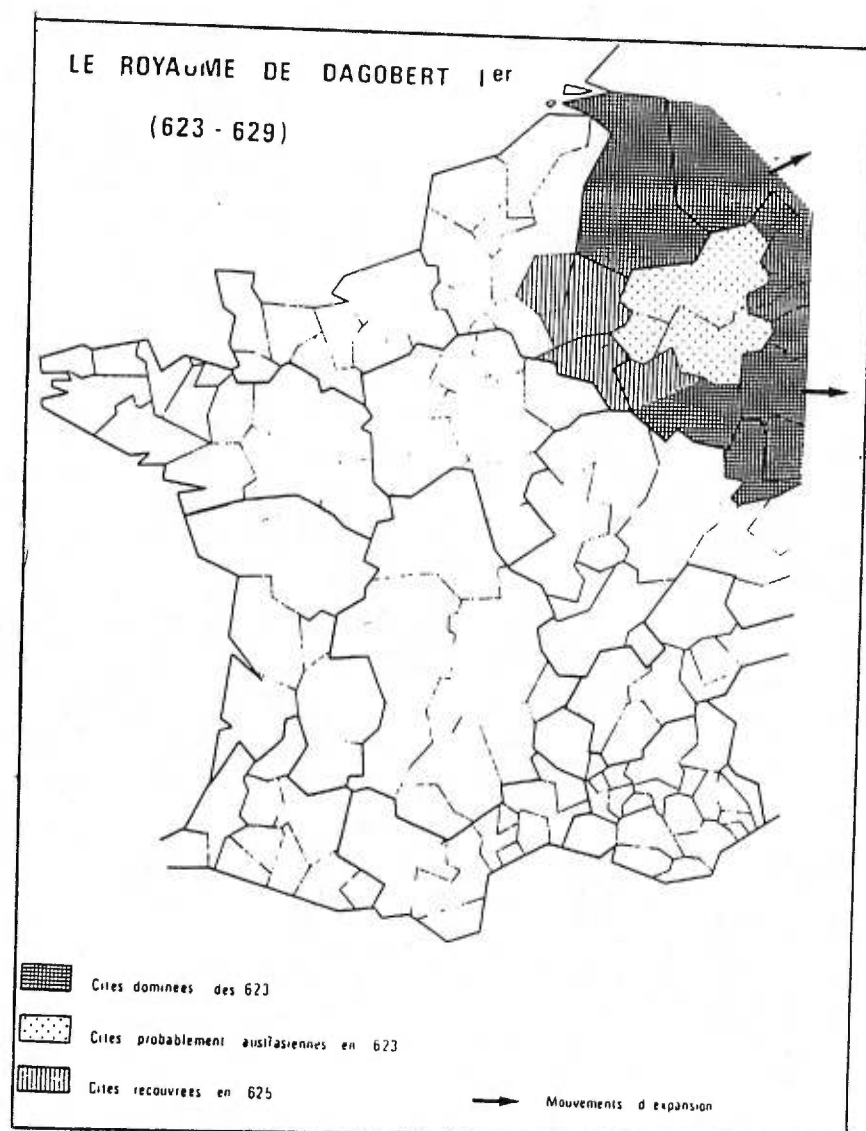 LE ROYAUME DE DAGOBERT Ier
(623 - 629)
Cites dominees des 623
Cites probablement austrasiennes en 623
Cites recouvrees en 625
Mouvements d expansion